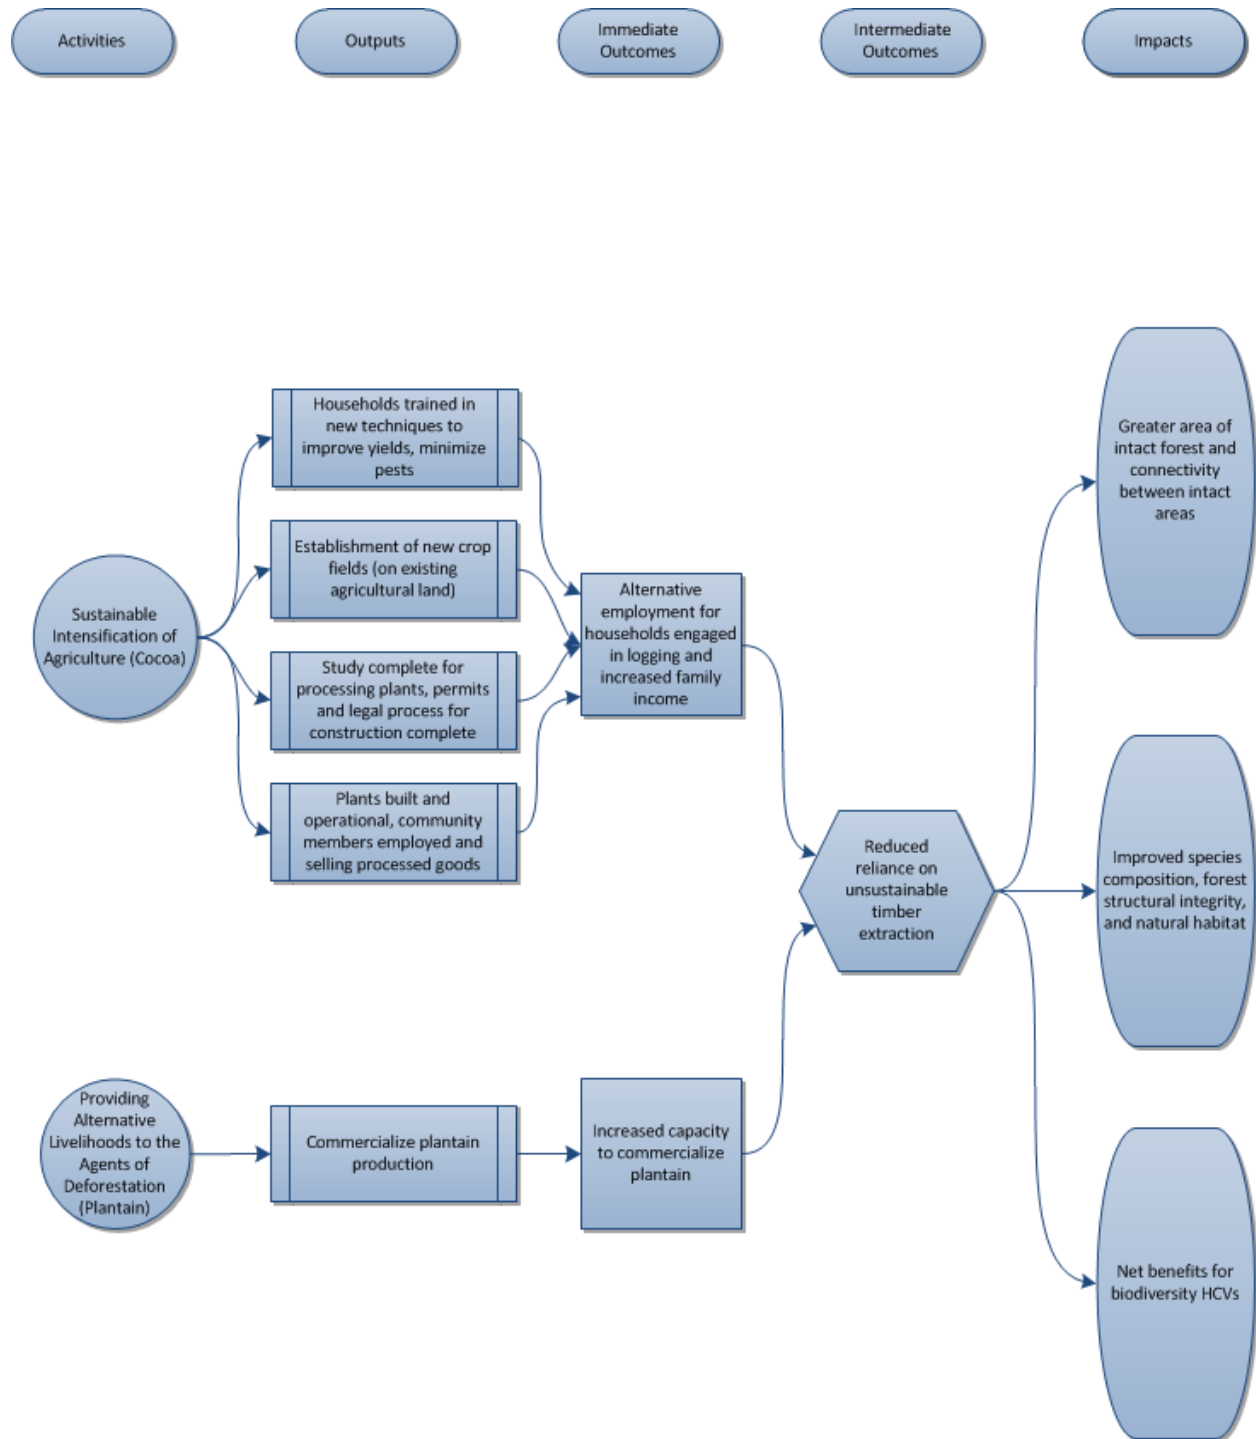 Activities
Outputs
Immediate
Outcomes
Intermediate
Outcomes
Impacts
Households trained in
new techniques to
improve yields, minimize
pests
Establishment of new crop
fields (on existing
agricultural land)
Study complete for
processing plants, permits
and legal process for
construction complete
Plants built and
operational, community
members employed and
selling processed goods
Sustainable
Intensification of
Agriculture (Cocoa)
Alternative
employment for
households engaged
in logging and
increased family
income
Reduced
reliance on
unsustainable
timber
extraction
Greater area of
intact forest and
connectivity
between intact
areas
Improved species
composition, forest
structural integrity,
and natural habitat
Net benefits for
biodiversity HCVs
Providing
Alternative
Livelihoods to the
Agents of
Deforestation
(Plantain)
Commercialize plantain
production
Increased capacity
to commercialize
plantain